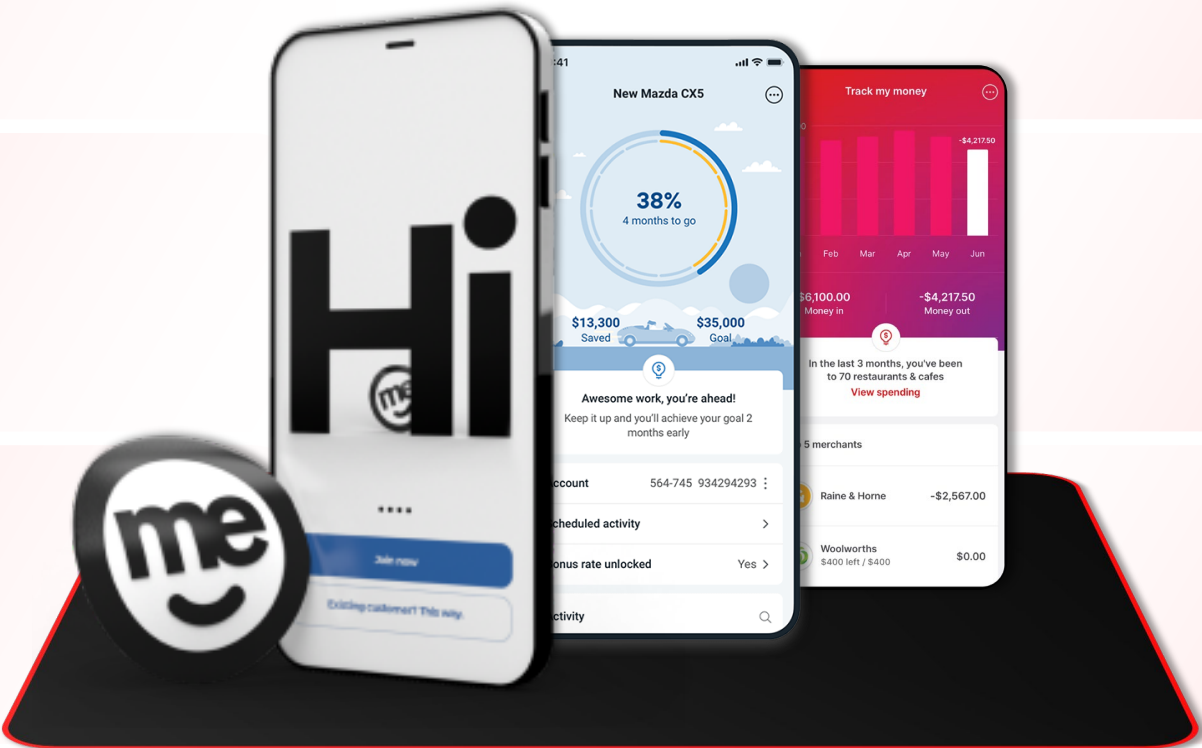 Hi
me
Join now
Existing customer? This way.
me
:41
New Mazda CX5
38%
4 months to go
$13,300
Saved
$35,000
Goal
Awesome work, you're ahead!
Keep it up and you'll achieve your goal 2
months early
ccount 564-745 934294293
cheduled activity
onus rate unlocked Yes
ctivity
Track my money
0
-$4,217.50
Feb Mar Apr May Jun
$6,100.00
Money in
-$4,217.50
Money out
In the last 3 months, you've been
to 70 restaurants & cafes
View spending
5 merchants
Raine & Horne -$2,567.00
Woolworths
$400 left / $400
$0.00